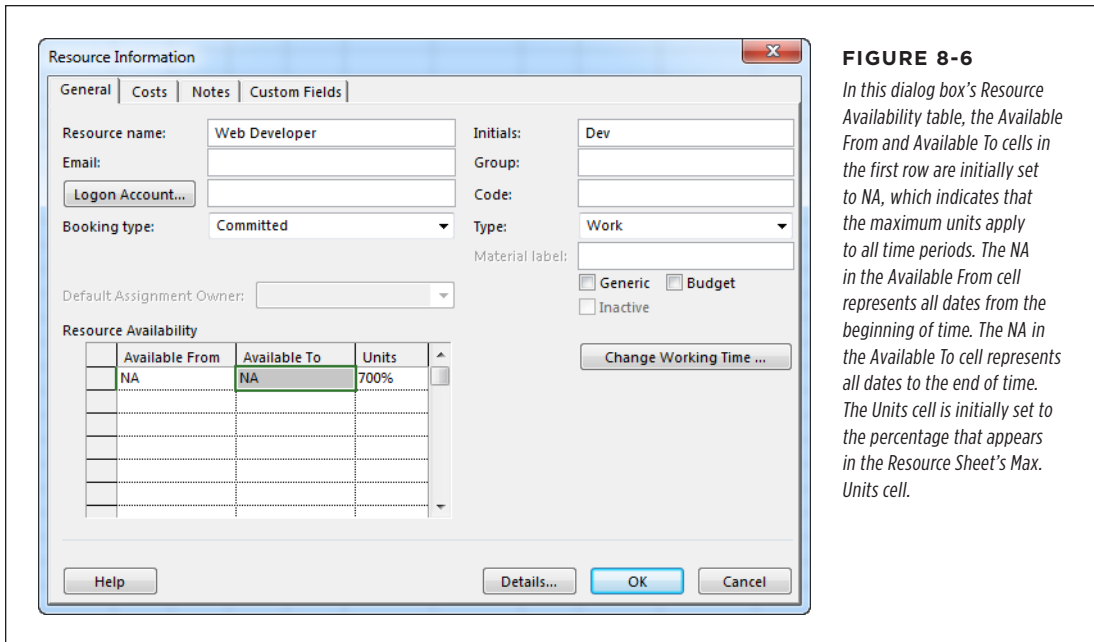 Resource Information
General Costs Notes Custom Fields
Resource name: Web Developer Initials: Dev
Email: Group:
Logon Account... Code:
Booking type: Committed Type: Work
Material label:
Generic Budget
Default Assignment Owner:
Inactive
Resource Availability
Change Working Time ...
Available From Available To Units
NA NA 700%
Help Details... OK Cancel
FIGURE 8-6
In this dialog box's Resource
Availability table, the Available
From and Available To cells in
the first row are initially set
to NA, which indicates that
the maximum units apply
to all time periods. The NA
in the Available From cell
represents all dates from the
beginning of time. The NA in
the Available To cell represents
all dates to the end of time.
The Units cell is initially set to
the percentage that appears
in the Resource Sheet's Max.
Units cell.